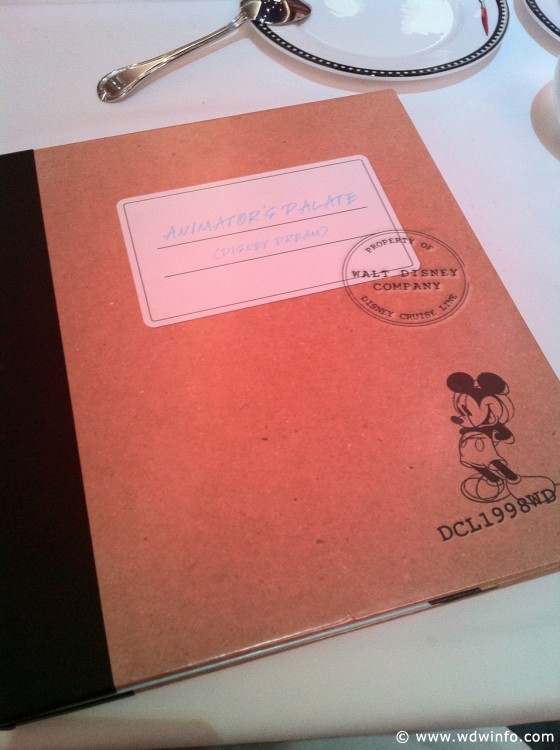 ANIMATOR'S PALATE
(DISNEY DREAM)
PROPERTY OF
WALT DISNEY
COMPANY
DISNEY CRUISE LINE
DCL1998WD
© www.wdwinfo.com